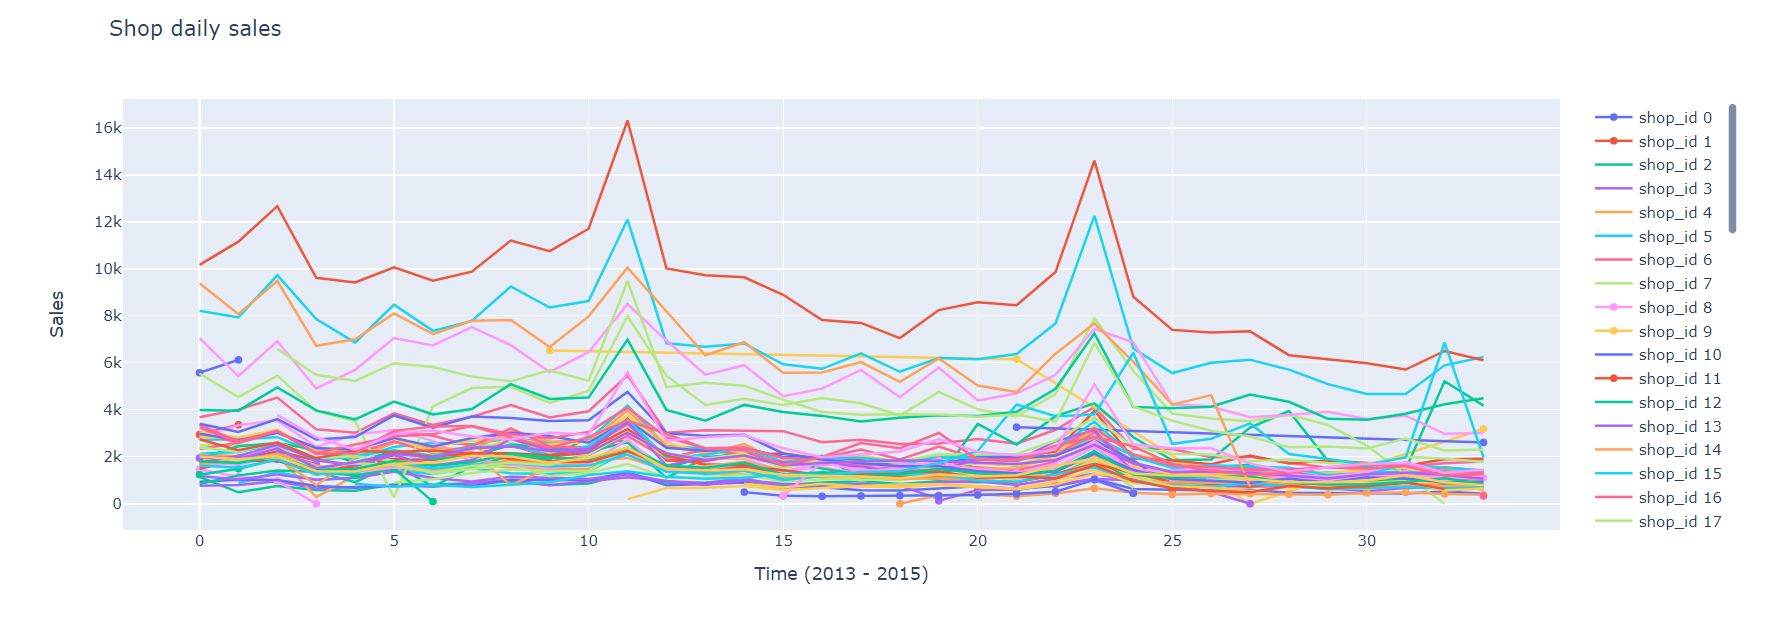 Shop daily sales
16k
14k
12k
10k
8k
6k
4k
2k
0
Sales
0 5 10 15 20 25 30
Time (2013 - 2015)
shop_id 0
shop_id 1
shop_id 2
shop_id 3
shop_id 4
shop_id 5
shop_id 6
shop_id 7
shop_id 8
shop_id 9
shop_id 10
shop_id 11
shop_id 12
shop_id 13
shop_id 14
shop_id 15
shop_id 16
shop_id 17